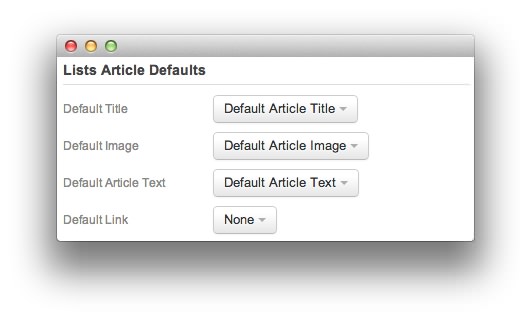 Lists Article Defaults
Default Title Default Article Title
Default Image Default Article Image
Default Article Text Default Article Text
Default Link None